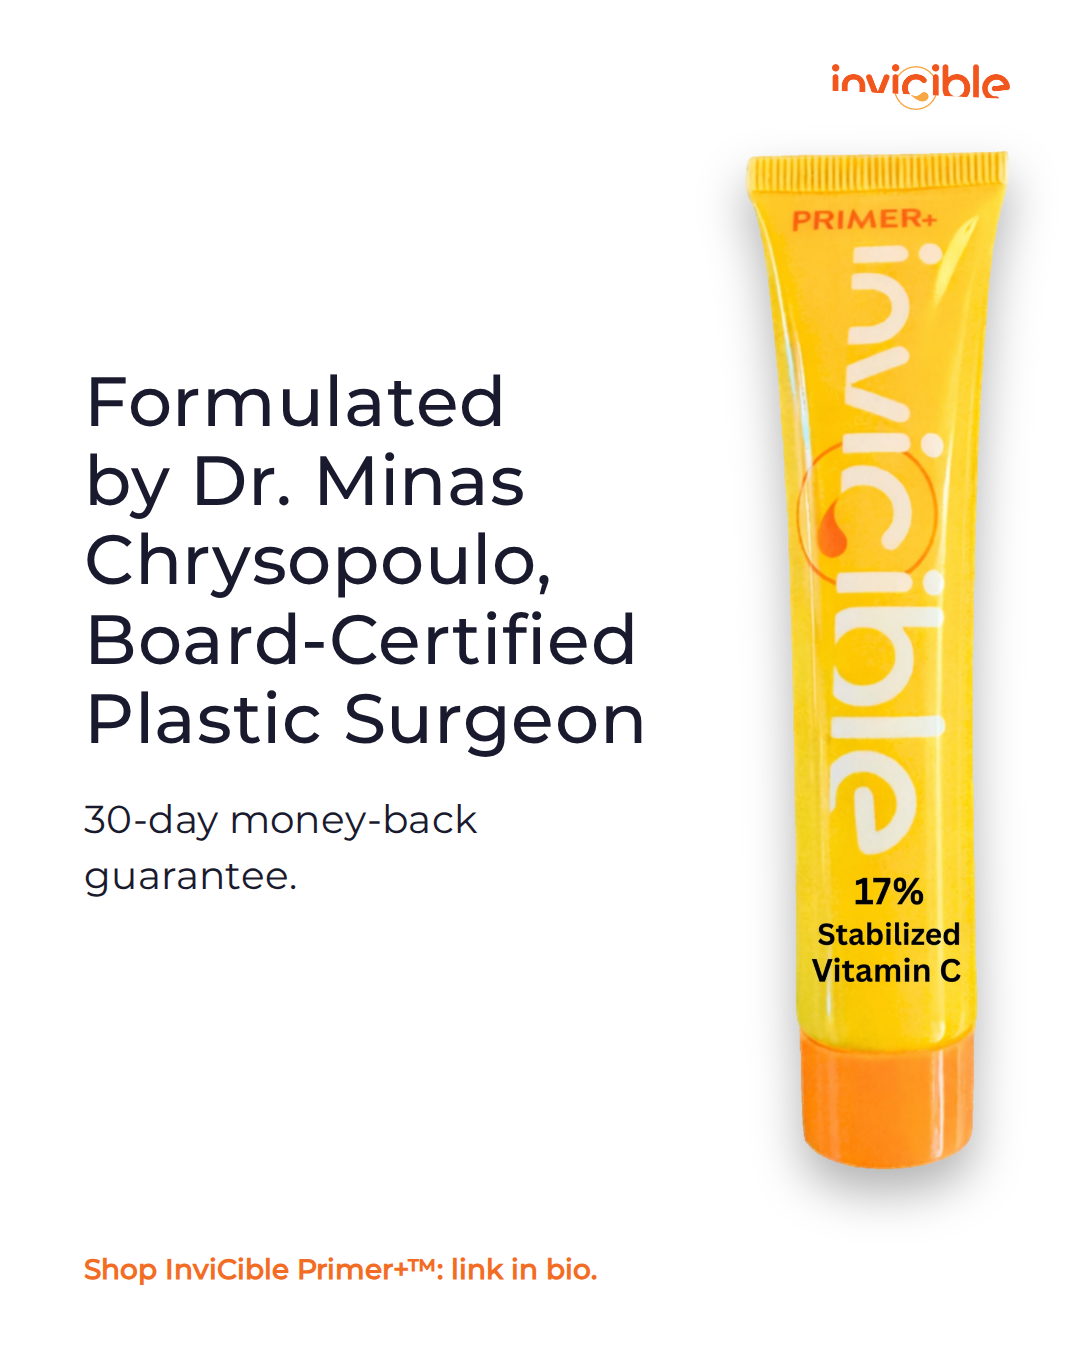 invicible
PRIMER+
invicible
Formulated
by Dr. Minas
Chrysopoulo,
Board-Certified
Plastic Surgeon
30-day money-back
guarantee.
17%
Stabilized
Vitamin C
Shop InviCible Primer+™: link in bio.